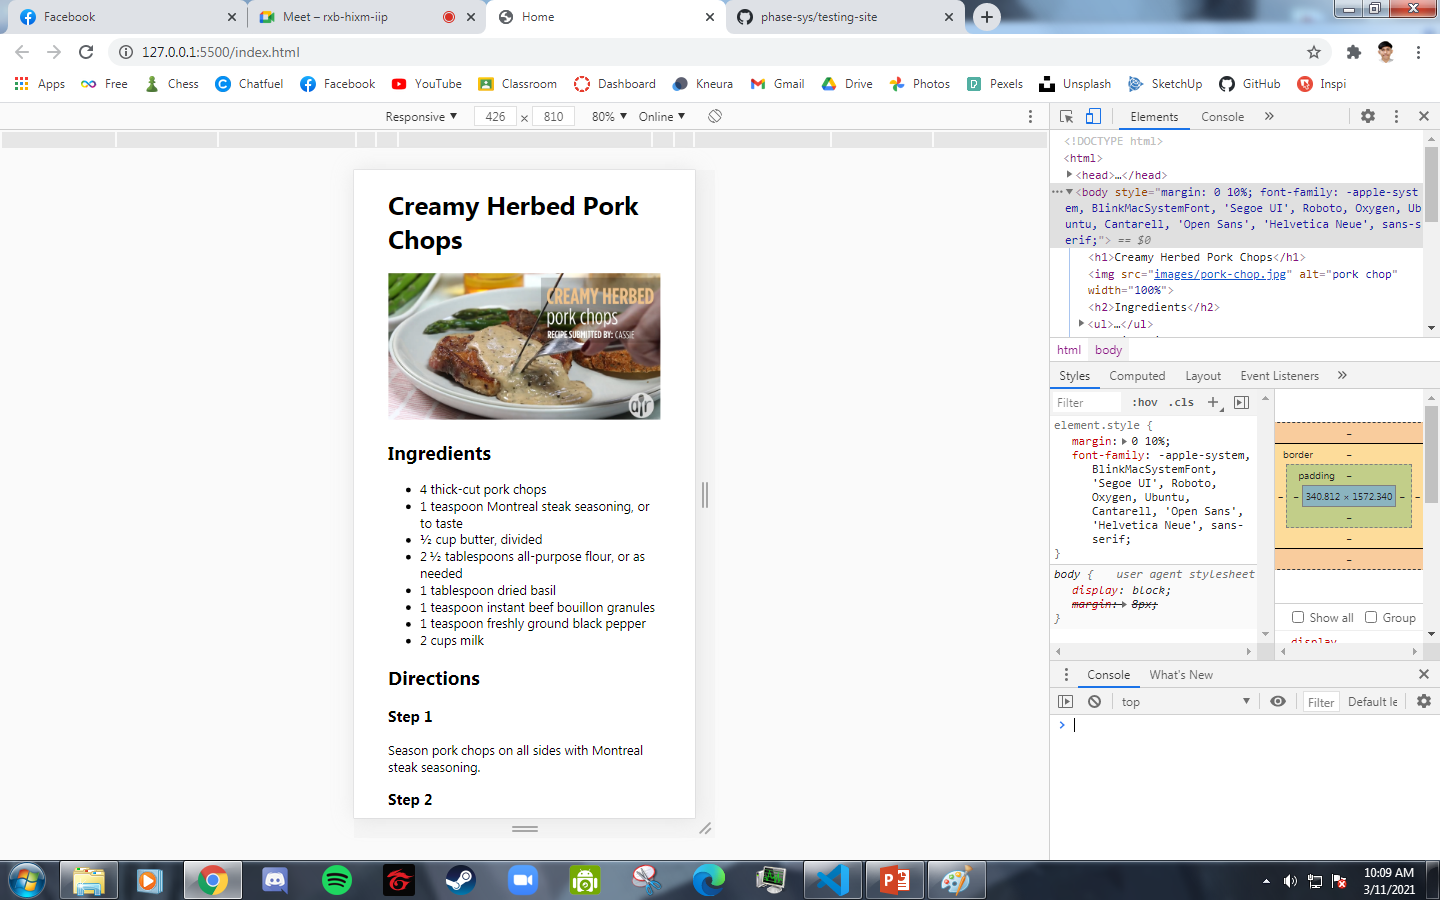 Facebook
Meet – rxb-hixm-iip
Home
phase-sys/testing-site
127.0.0.1:5500/index.html
Apps
Free
Chess
Chatfuel
Facebook
YouTube
Classroom
Dashboard
Kneura
Gmail
Drive
Photos
Pexels
Unsplash
SketchUp
GitHub
Inspi
Responsive ▼ 426 × 810 80% ▼ Online ▼
Creamy Herbed Pork
Chops
CREAMY HERBED
pork chops
RECIPE SUBMITTED BY: CASSIE
air
Ingredients
• 4 thick-cut pork chops
• 1 teaspoon Montreal steak seasoning, or
to taste
• ½ cup butter, divided
• 2 ½ tablespoons all-purpose flour, or as
needed
• 1 tablespoon dried basil
• 1 teaspoon instant beef bouillon granules
• 1 teaspoon freshly ground black pepper
• 2 cups milk
Directions
Step 1
Season pork chops on all sides with Montreal
steak seasoning.
Step 2
Elements Console »
<!DOCTYPE html>
<html>
<head>…</head>
<body style="margin: 0 10%; font-family: -apple-syst
em, BlinkMacSystemFont, 'Segoe UI', Roboto, Oxygen, Ub
untu, Cantarell, 'Open Sans', 'Helvetica Neue', sans-s
erif;"> == $0
<h1>Creamy Herbed Pork Chops</h1>
<img src="images/pork-chop.jpg" alt="pork chop"
width="100%">
<h2>Ingredients</h2>
<ul>…</ul>
html body
Styles Computed Layout Event Listeners »
Filter :hov .cls +
element.style {
margin: 0 10%;
font-family: -apple-system,
BlinkMacSystemFont,
'Segoe UI', Roboto,
Oxygen, Ubuntu,
Cantarell, 'Open Sans',
'Helvetica Neue', sans-
serif;
}
body { user agent stylesheet
display: block;
margin: 8px;
}
–
border –
padding –
– – 340.812 × 1572.340 – –
–
–
–
Show all Group
display
Console What's New
top ▼ Filter Default le
>
10:09 AM
3/11/2021